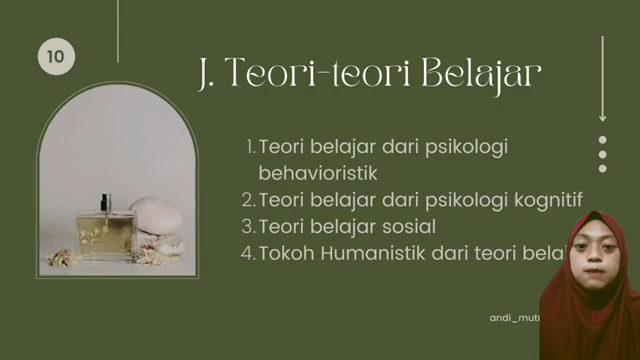 10
J. Teori-teori Belajar
1. Teori belajar dari psikologi
behavioristik
2. Teori belajar dari psikologi kognitif
3. Teori belajar sosial
4. Tokoh Humanistik dari teori